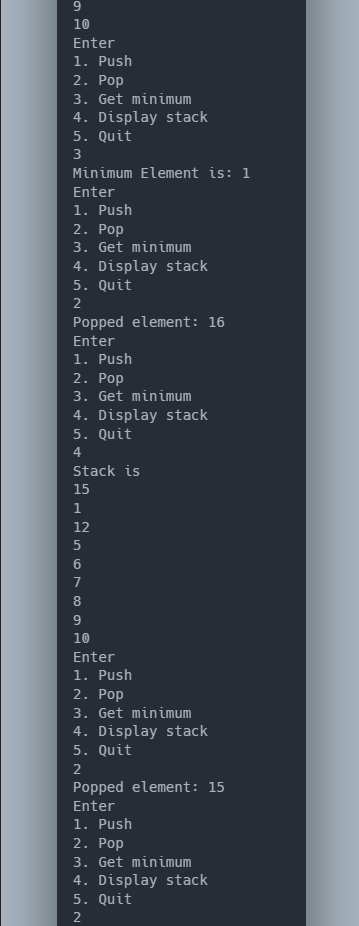 9
10
Enter
1. Push
2. Pop
3. Get minimum
4. Display stack
5. Quit
3
Minimum Element is: 1
Enter
1. Push
2. Pop
3. Get minimum
4. Display stack
5. Quit
2
Popped element: 16
Enter
1. Push
2. Pop
3. Get minimum
4. Display stack
5. Quit
4
Stack is
15
1
12
5
6
7
8
9
10
Enter
1. Push
2. Pop
3. Get minimum
4. Display stack
5. Quit
2
Popped element: 15
Enter
1. Push
2. Pop
3. Get minimum
4. Display stack
5. Quit
2